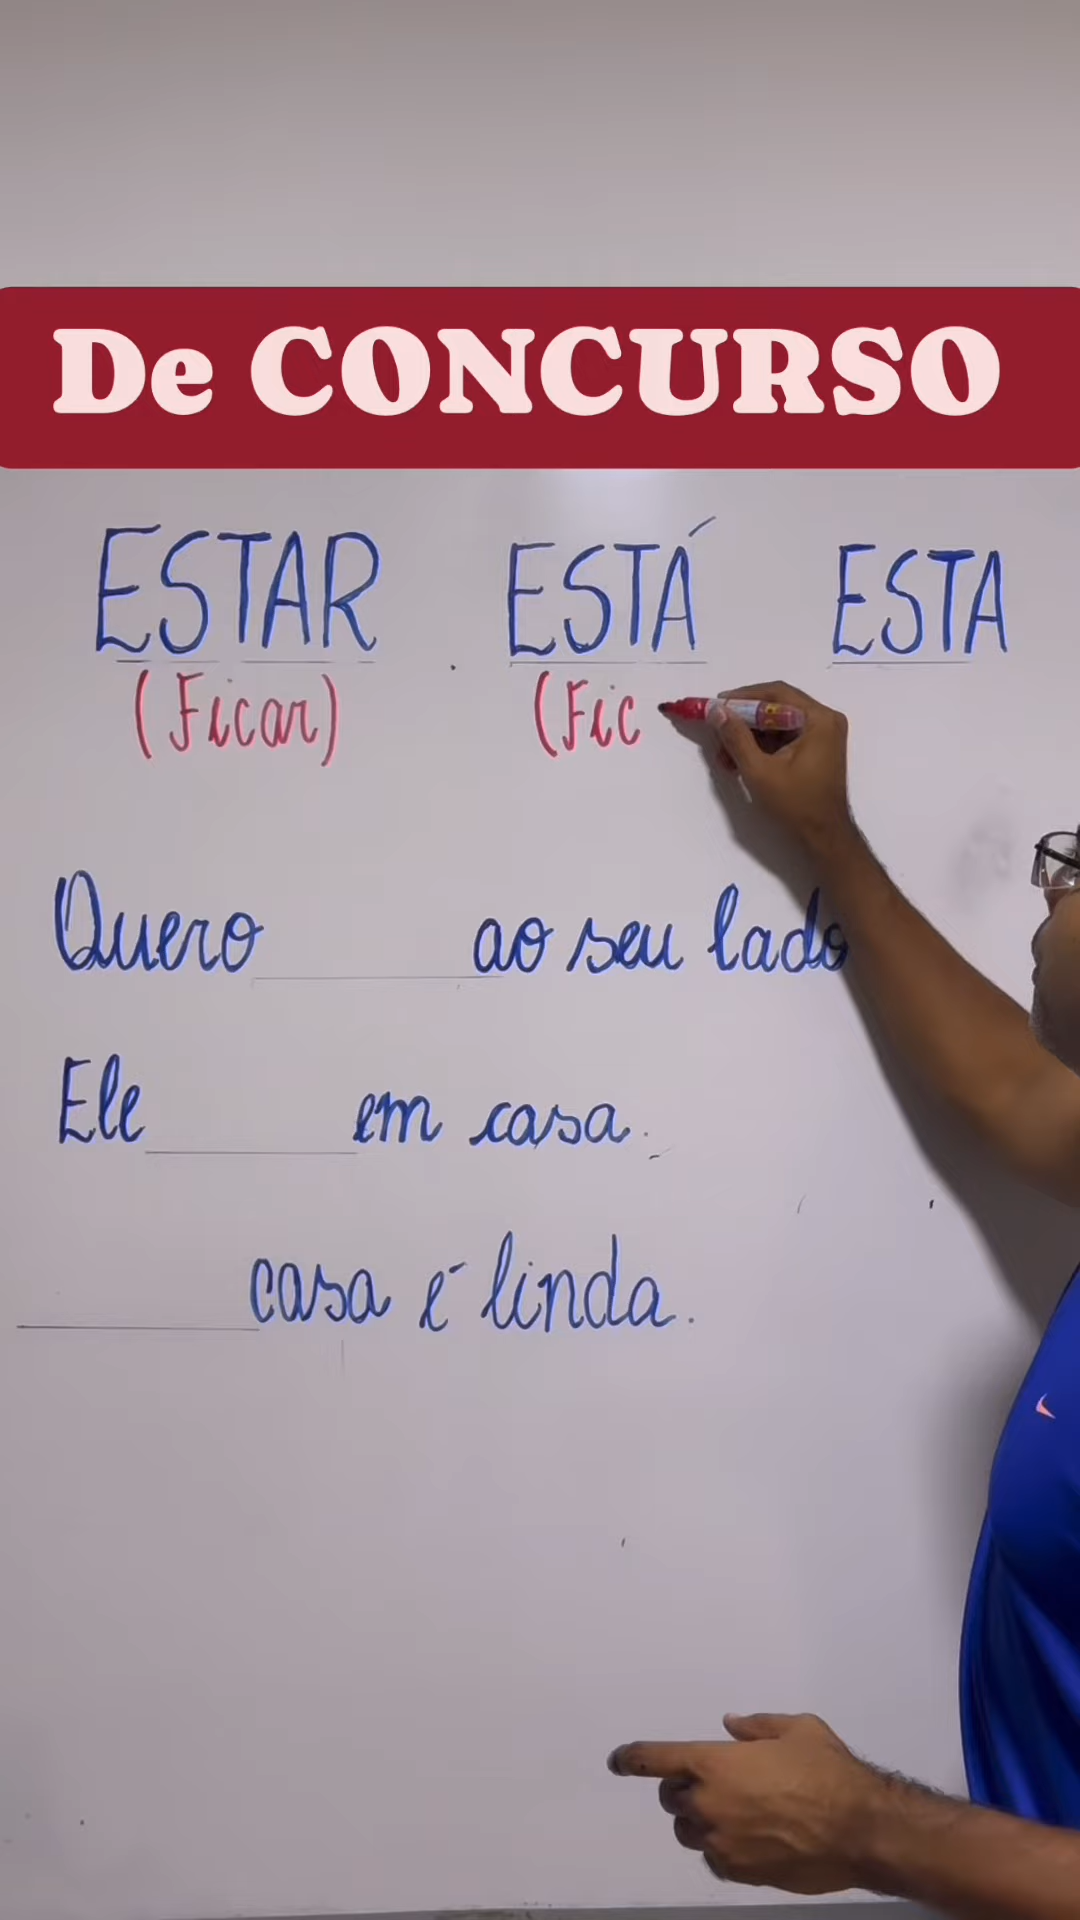 De CONCURSO
ESTAR ESTÁ ESTA
(Ficar) (Fic
Quero ao seu lado
Ele em casa.
casa é linda.